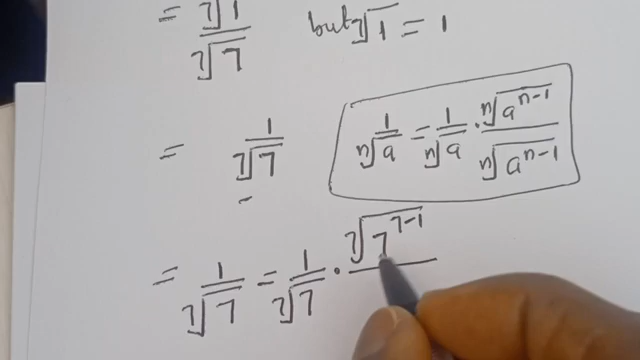 = ⁷√1 / ⁷√7 but ⁷√1 = 1
= 1 / ⁷√7
1 / ⁿ√a = 1 / ⁿ√a · ⁿ√(aⁿ⁻¹) / ⁿ√(aⁿ⁻¹)
= 1 / ⁷√7 = 1 / ⁷√7 · ⁷√(7⁷⁻¹)